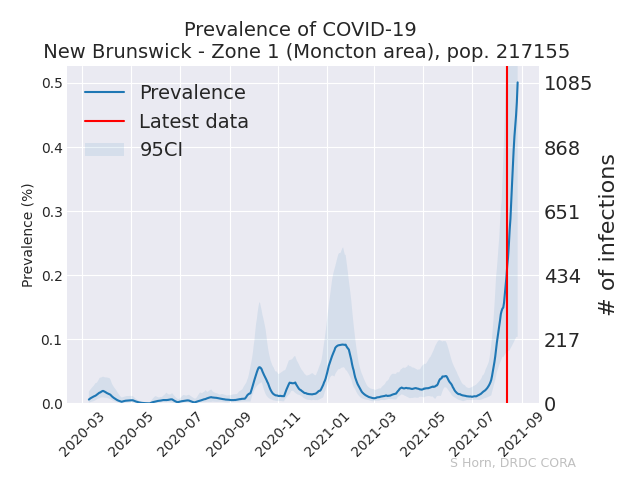 Prevalence of COVID-19
New Brunswick - Zone 1 (Moncton area), pop. 217155
Prevalence
Latest data
95CI
Prevalence (%)
0.5
0.4
0.3
0.2
0.1
0.0
1085
868
651
434
217
0
# of infections
2020-03
2020-05
2020-07
2020-09
2020-11
2021-01
2021-03
2021-05
2021-07
2021-09
S Horn, DRDC CORA